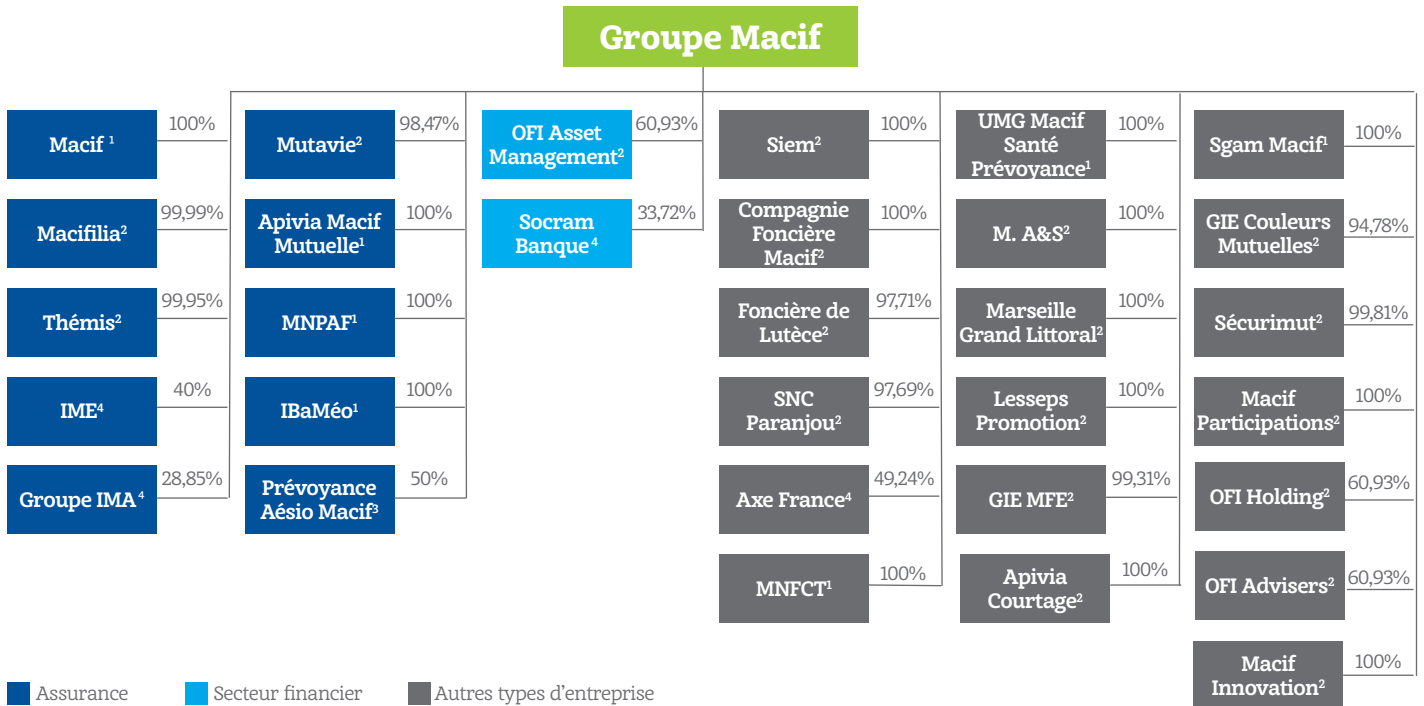 Groupe Macif
Macif ¹
100%
Macifilia²
99,99%
Thémis²
99,95%
IME⁴
40%
Groupe IMA ⁴
28,85%
Mutavie²
98,47%
Apivia Macif
Mutuelle¹
100%
MNPAF¹
100%
IBaMéo¹
100%
Prévoyance
Aésio Macif³
50%
OFI Asset
Management²
60,93%
Socram
Banque ⁴
33,72%
Siem²
100%
Compagnie
Foncière
Macif²
100%
Foncière de
Lutèce²
97,71%
SNC
Paranjou²
97,69%
Axe France⁴
49,24%
MNFCT¹
100%
UMG Macif
Santé
Prévoyance¹
100%
M. A&S²
100%
Marseille
Grand Littoral²
100%
Lesseps
Promotion²
100%
GIE MFE²
99,31%
Apivia
Courtage²
100%
Sgam Macif¹
100%
GIE Couleurs
Mutuelles²
94,78%
Sécurimut²
99,81%
Macif
Participations²
100%
OFI Holding²
60,93%
OFI Advisers²
60,93%
Macif
Innovation²
100%
Assurance
Secteur financier
Autres types d'entreprise